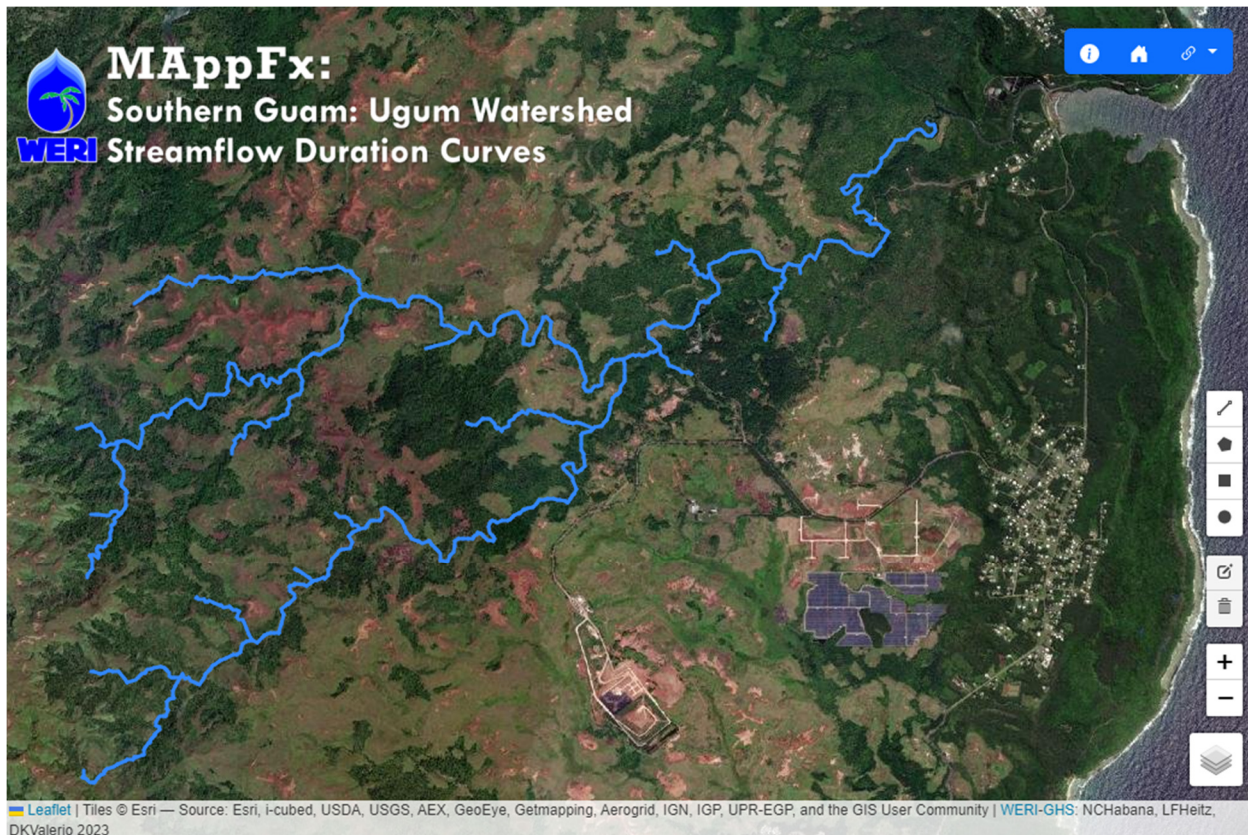 MAppFx:
Southern Guam: Ugum Watershed
WERI Streamflow Duration Curves
Leaflet | Tiles © Esri — Source: Esri, i-cubed, USDA, USGS, AEX, GeoEye, Getmapping, Aerogrid, IGN, IGP, UPR-EGP, and the GIS User Community | WERI-GHS: NCHabana, LFHeitz,
DKValerio 2023